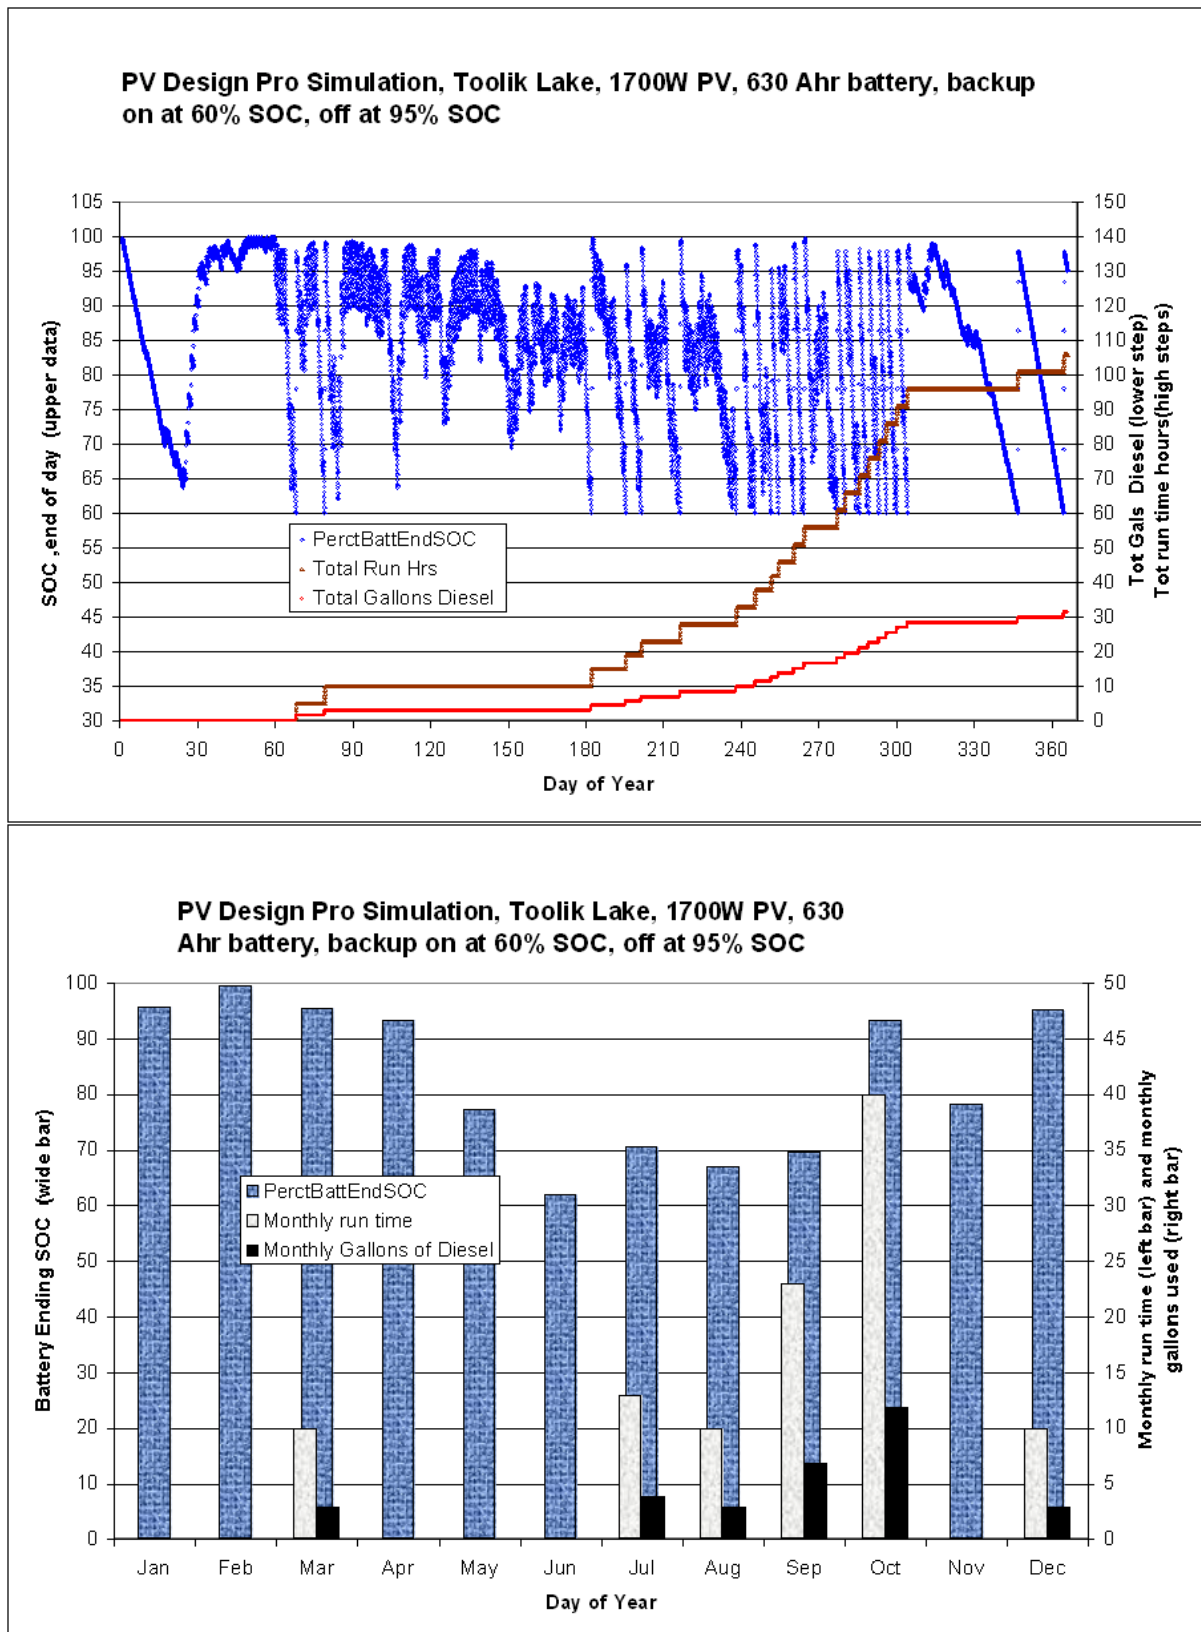 PV Design Pro Simulation, Toolik Lake, 1700W PV, 630 Ahr battery, backup
on at 60% SOC, off at 95% SOC
105
100
95
90
85
80
75
70
65
60
55
50
45
40
35
30
SOC ,end of day (upper data)
150
140
130
120
110
100
90
80
70
60
50
40
30
20
10
0
Tot Gals Diesel (lower step)
Tot run time hours(high steps)
PerctBattEndSOC
Total Run Hrs
Total Gallons Diesel
0 30 60 90 120 150 180 210 240 270 300 330 360
Day of Year
PV Design Pro Simulation, Toolik Lake, 1700W PV, 630
Ahr battery, backup on at 60% SOC, off at 95% SOC
100
90
80
70
60
50
40
30
20
10
0
Battery Ending SOC (wide bar)
50
45
40
35
30
25
20
15
10
5
0
Monthly run time (left bar) and monthly
gallons used (right bar)
PerctBattEndSOC
Monthly run time
Monthly Gallons of Diesel
Jan Feb Mar Apr May Jun Jul Aug Sep Oct Nov Dec
Day of Year